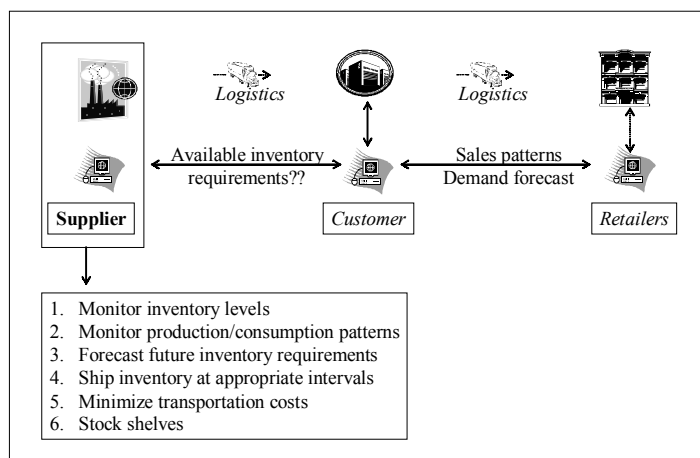 Logistics
Logistics
Available inventory
requirements??
Sales patterns
Demand forecast
Supplier
Customer
Retailers
1. Monitor inventory levels
2. Monitor production/consumption patterns
3. Forecast future inventory requirements
4. Ship inventory at appropriate intervals
5. Minimize transportation costs
6. Stock shelves